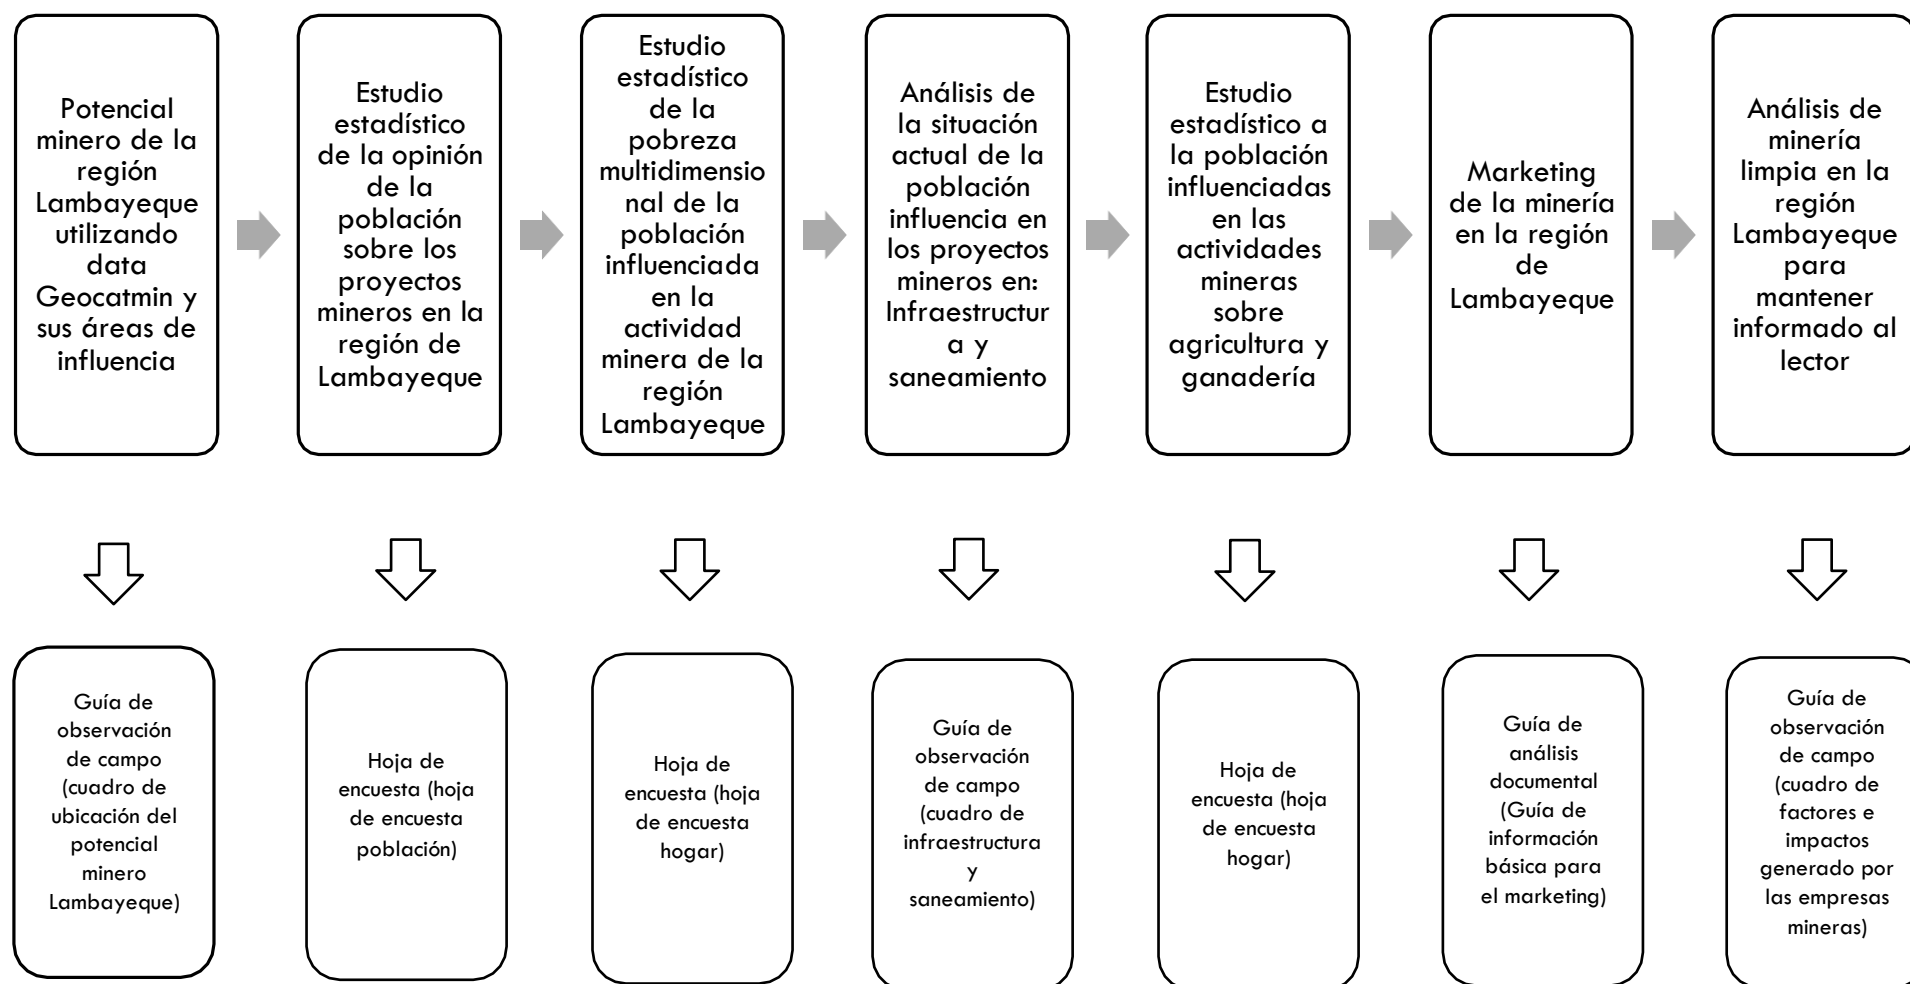 Potencial
minero de la
región
Lambayeque
utilizando
data
Geocatmin y
sus áreas de
influencia
Estudio
estadístico
de la opinión
de la
población
sobre los
proyectos
mineros en la
región de
Lambayeque
Estudio
estadístico
de la
pobreza
multidimensio
nal de la
población
influenciada
en la
actividad
minera de la
región
Lambayeque
Análisis de
la situación
actual de la
población
influencia en
los proyectos
mineros en:
Infraestructur
a y
saneamiento
Estudio
estadístico a
la población
influenciadas
en las
actividades
mineras
sobre
agricultura y
ganadería
Marketing
de la minería
en la región
de
Lambayeque
Análisis de
minería
limpia en la
región
Lambayeque
para
mantener
informado al
lector
Guía de
observación
de campo
(cuadro de
ubicación del
potencial
minero
Lambayeque)
Hoja de
encuesta (hoja
de encuesta
población)
Hoja de
encuesta (hoja
de encuesta
hogar)
Guía de
observación
de campo
(cuadro de
infraestructura
y
saneamiento)
Hoja de
encuesta (hoja
de encuesta
hogar)
Guía de
análisis
documental
(Guía de
información
básica para
el marketing)
Guía de
observación
de campo
(cuadro de
factores e
impactos
generado por
las empresas
mineras)